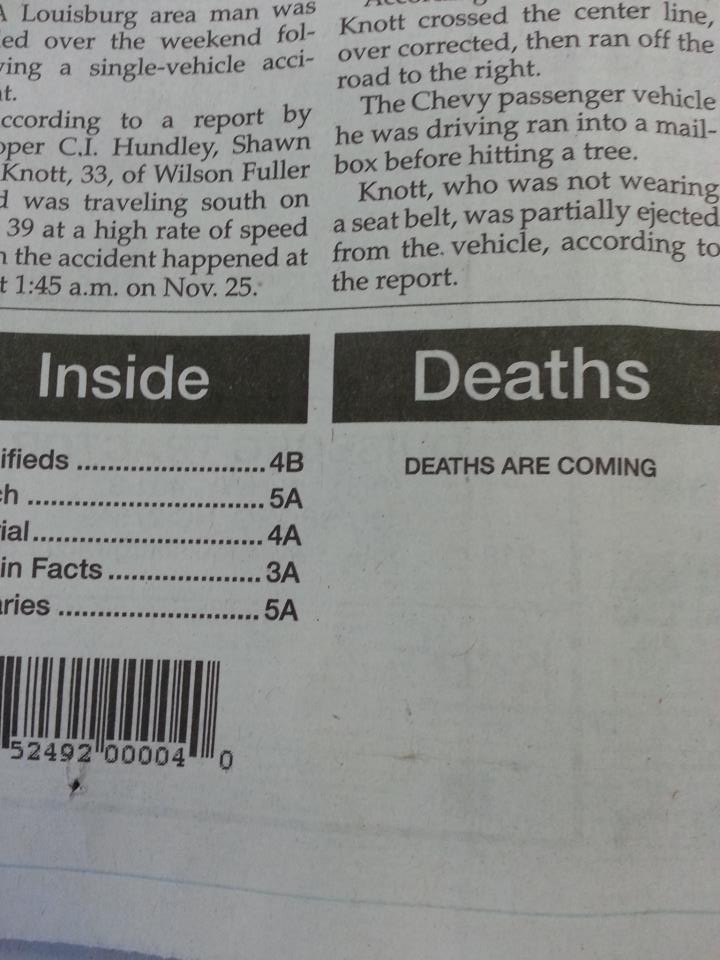 A Louisburg area man was
ed over the weekend fol-
ing a single-vehicle acci-
t.
ccording to a report by
per C.I. Hundley, Shawn
Knott, 33, of Wilson Fuller
d was traveling south on
39 at a high rate of speed
n the accident happened at
t 1:45 a.m. on Nov. 25.
Knott crossed the center line,
over corrected, then ran off the
road to the right.
The Chevy passenger vehicle
he was driving ran into a mail-
box before hitting a tree.
Knott, who was not wearing
a seat belt, was partially ejected
from the vehicle, according to
the report.
Inside
ifieds ........................... 4B
h .................................. 5A
ial ................................. 4A
in Facts ...................... 3A
ries ............................. 5A
52492 00004 0
Deaths
DEATHS ARE COMING